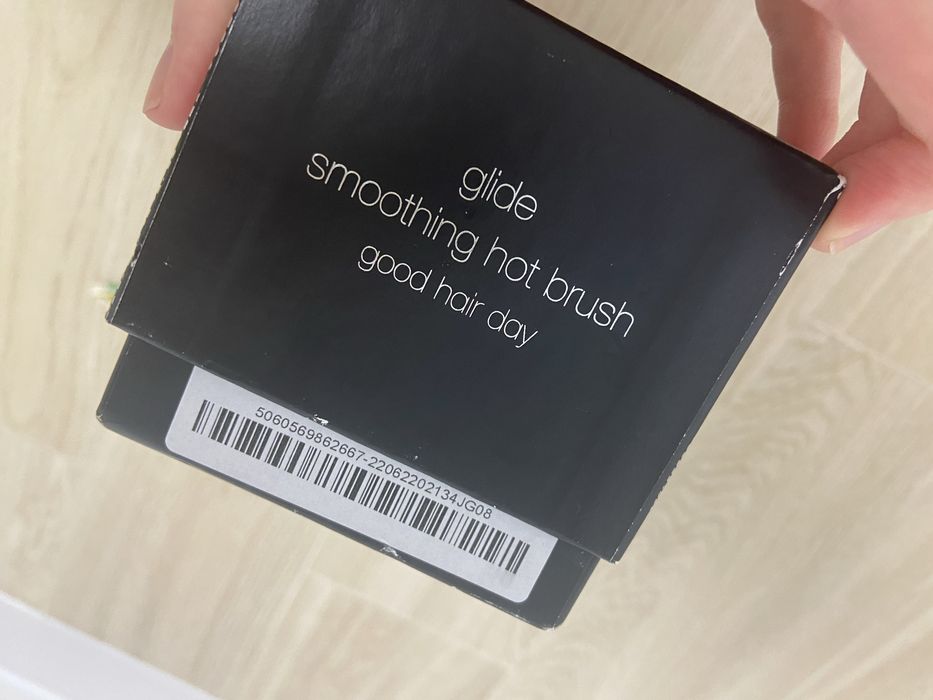 glide
smoothing hot brush
good hair day
5060569862667-22062202134JG08